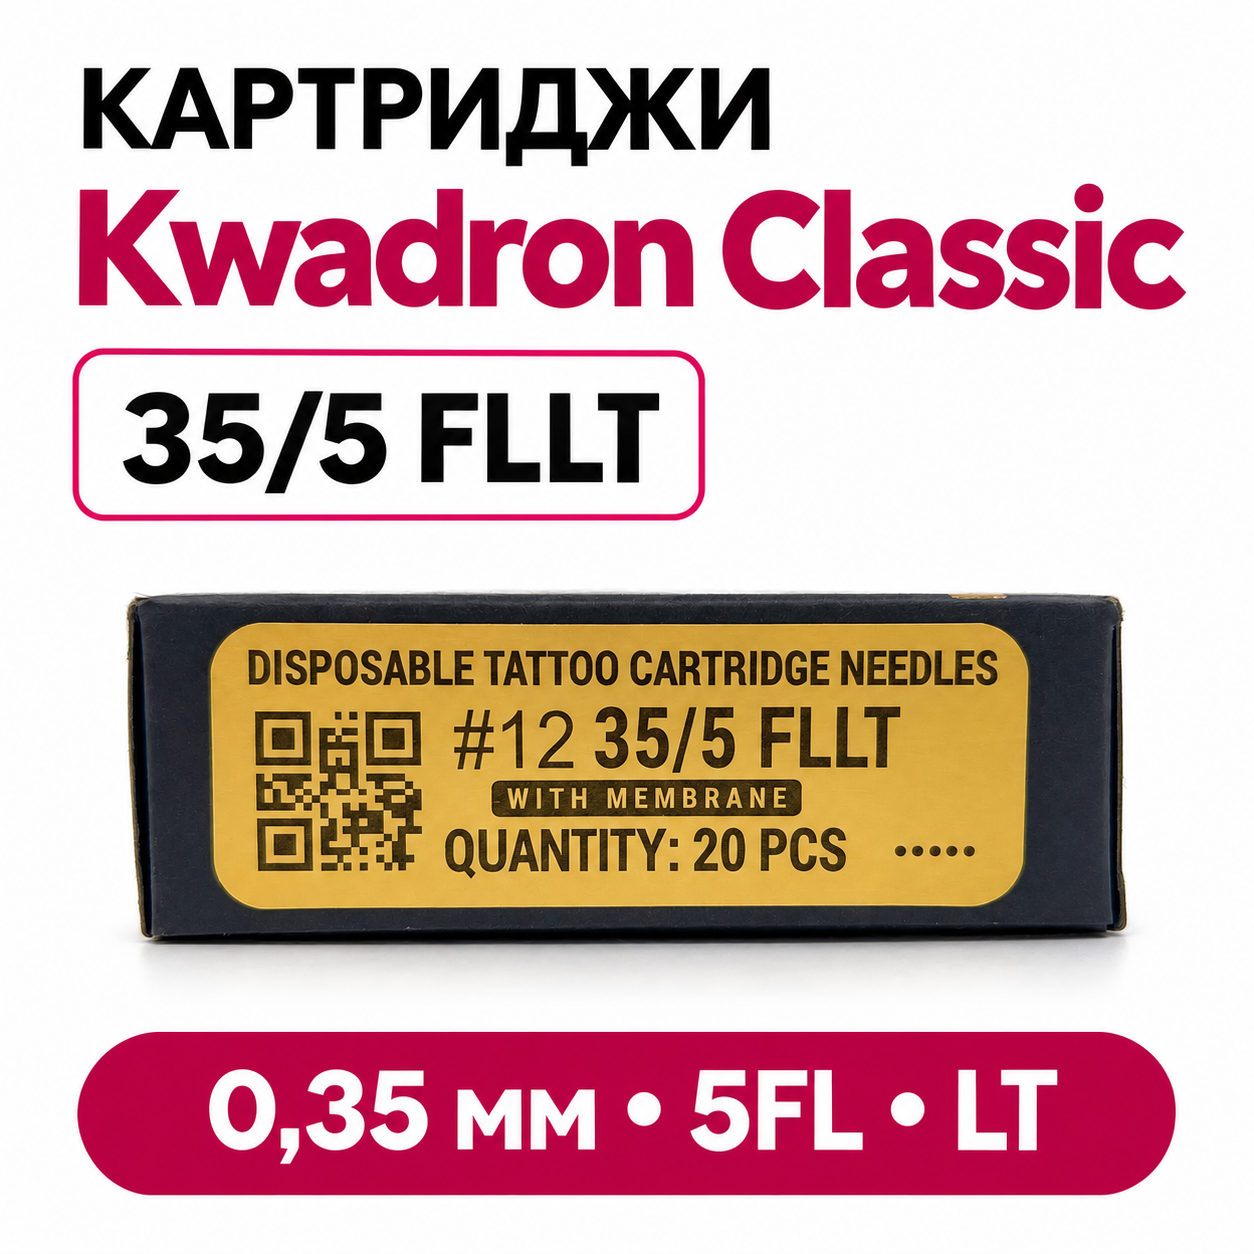 КАРТРИДЖИ
Kwadron Classic
35/5 FLLT
DISPOSABLE TATTOO CARTRIDGE NEEDLES
#12 35/5 FLLT
WITH MEMBRANE
QUANTITY: 20 PCS
0,35 мм • 5FL • LT